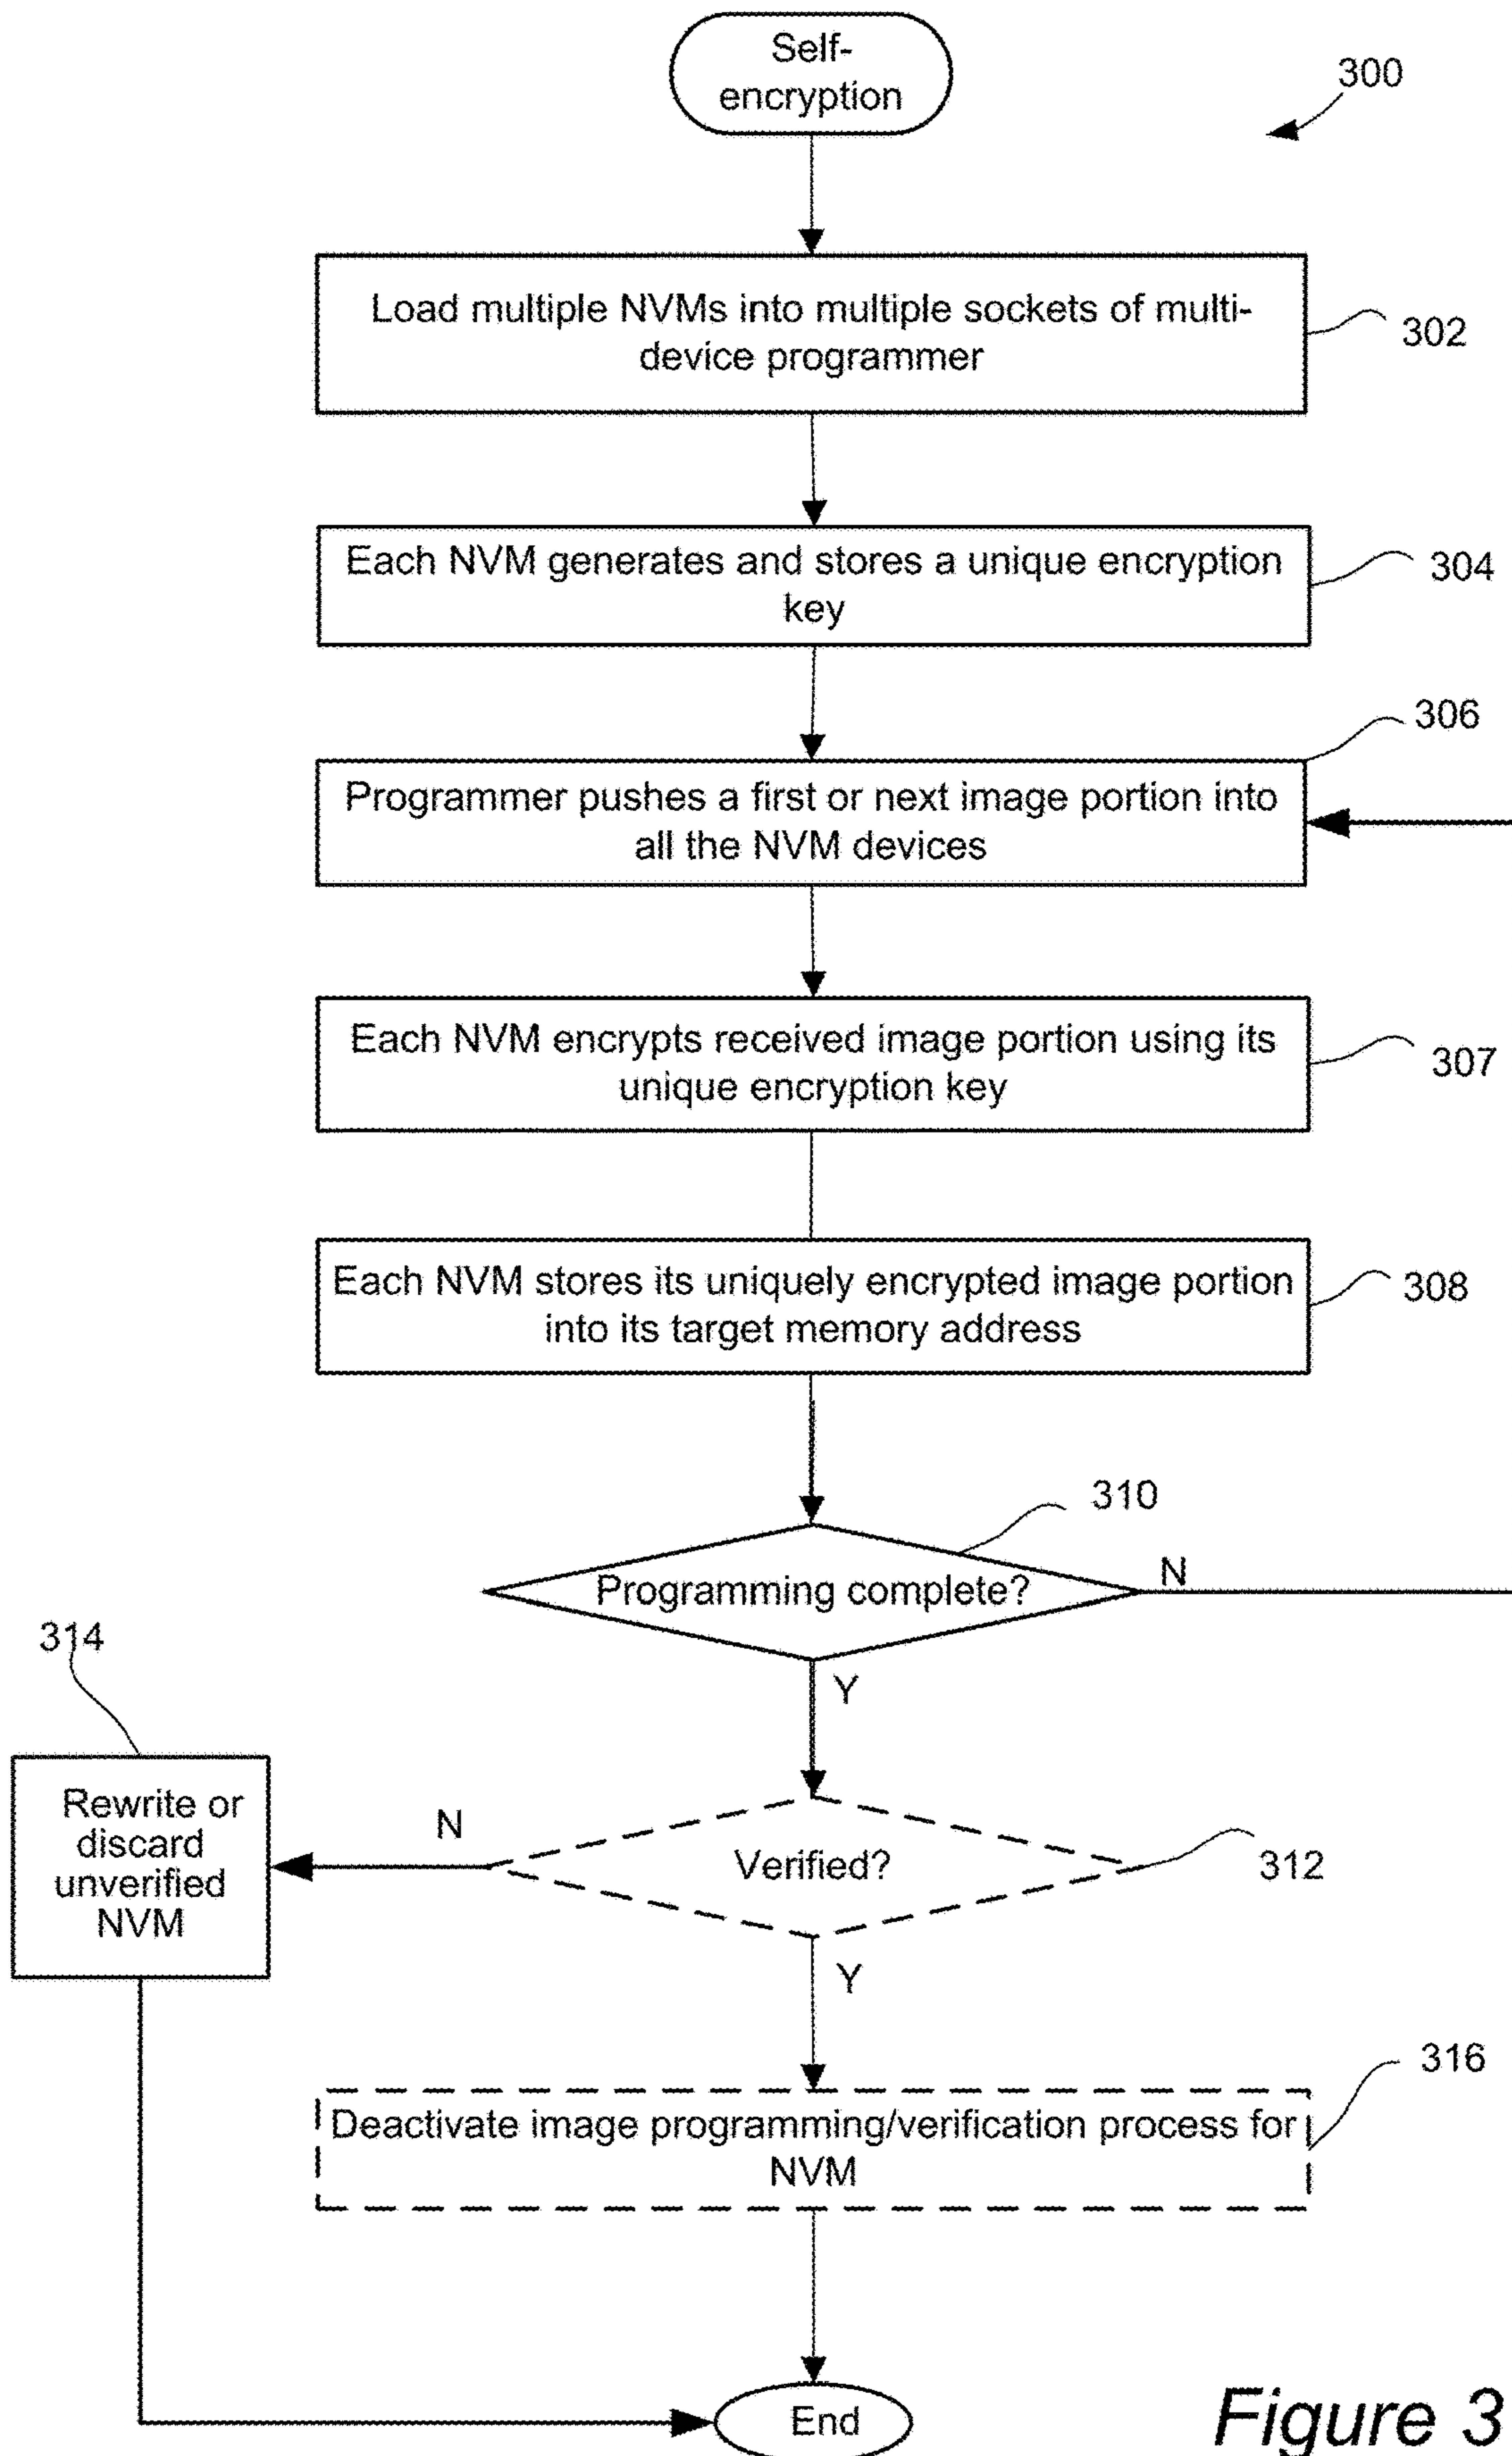 Self-
encryption
300
Load multiple NVMs into multiple sockets of multi-
device programmer
302
Each NVM generates and stores a unique encryption
key
304
306
Programmer pushes a first or next image portion into
all the NVM devices
Each NVM encrypts received image portion using its
unique encryption key
307
Each NVM stores its uniquely encrypted image portion
into its target memory address
308
310
Programming complete?
N
Y
314
Rewrite or
discard
unverified
NVM
N
Verified?
312
Y
316
Deactivate image programming/verification process for
NVM
End
Figure 3